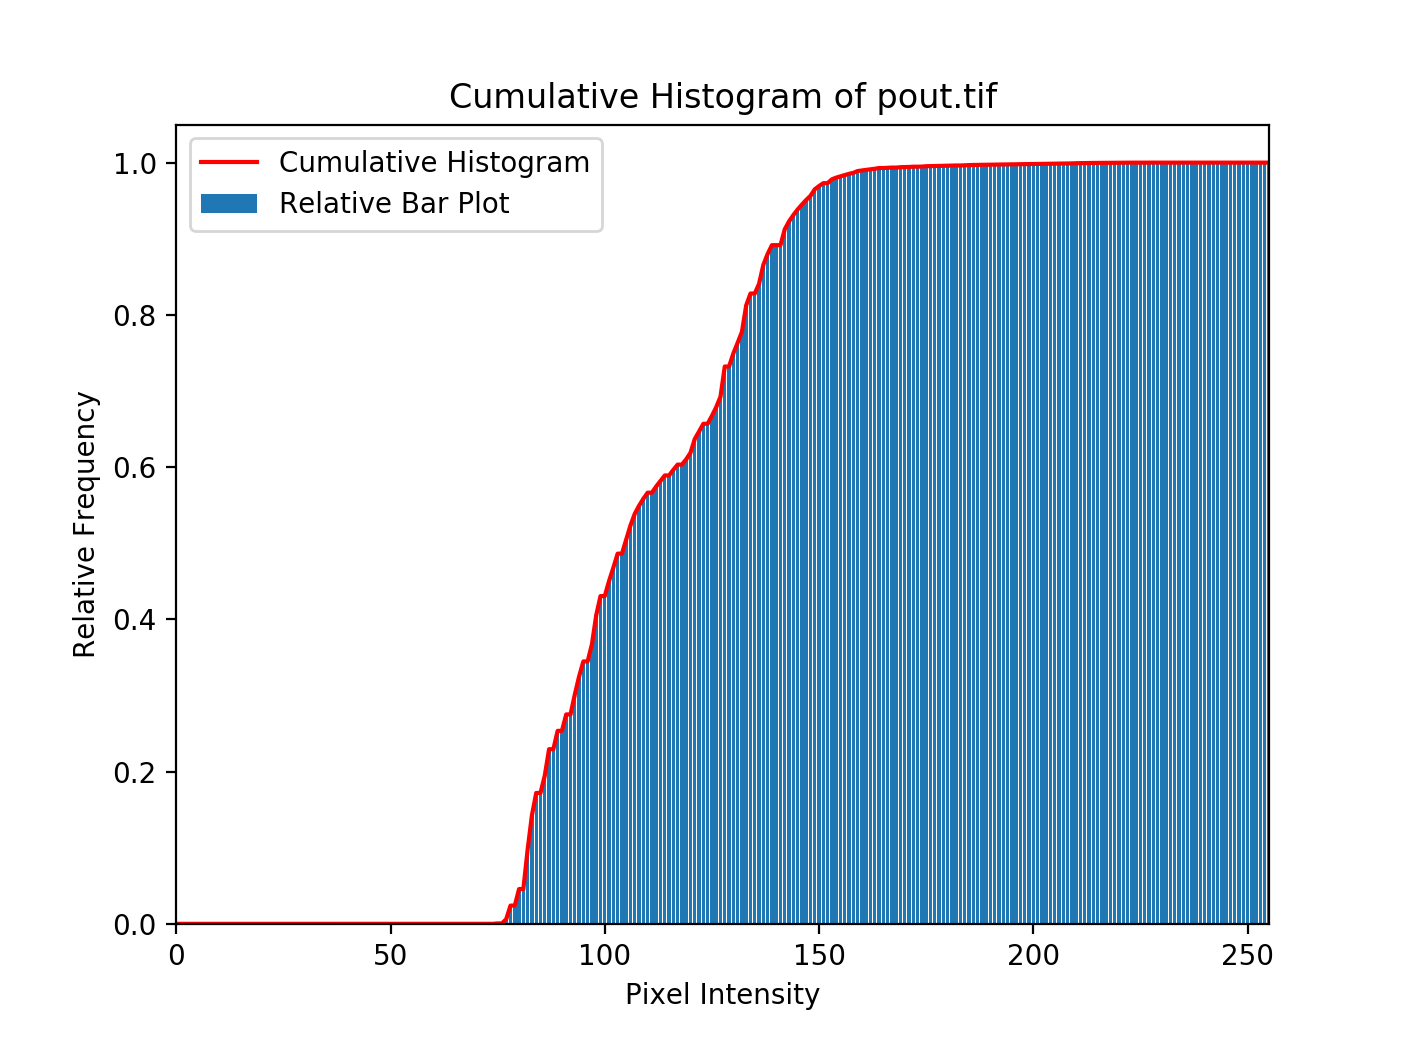 Cumulative Histogram of pout.tif
Cumulative Histogram
Relative Bar Plot
Relative Frequency
1.0
0.8
0.6
0.4
0.2
0.0
0 50 100 150 200 250
Pixel Intensity